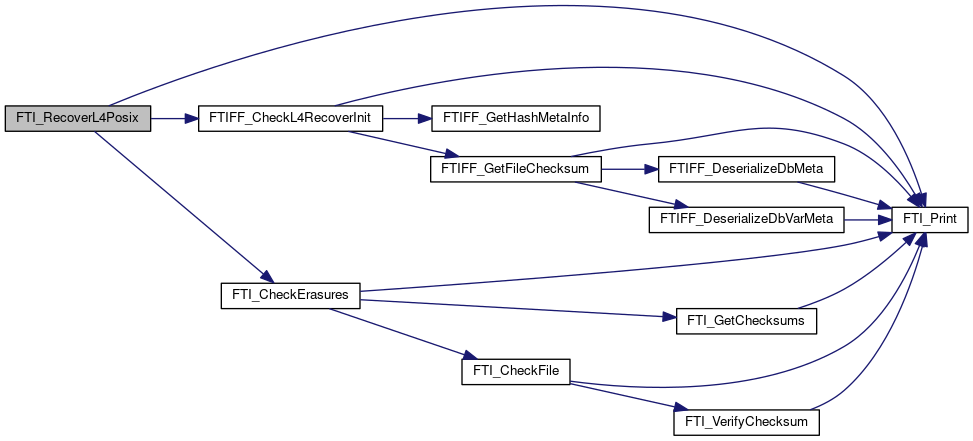 FTI_RecoverL4Posix
FTIFF_CheckL4RecoverInit
FTIFF_GetHashMetaInfo
FTIFF_GetFileChecksum
FTIFF_DeserializeDbMeta
FTIFF_DeserializeDbVarMeta
FTI_Print
FTI_CheckErasures
FTI_GetChecksums
FTI_CheckFile
FTI_VerifyChecksum